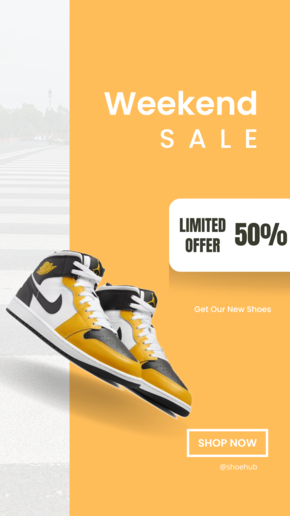 Weekend
SALE
LIMITED
OFFER
50%
Get Our New Shoes
SHOP NOW
@shoehub